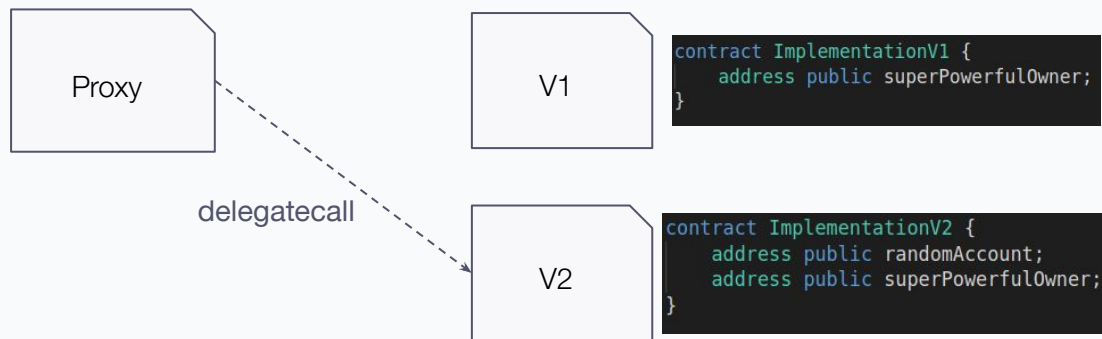 Proxy
V1
contract ImplementationV1 {
    address public superPowerfulOwner;
}
delegatecall
V2
contract ImplementationV2 {
    address public randomAccount;
    address public superPowerfulOwner;
}